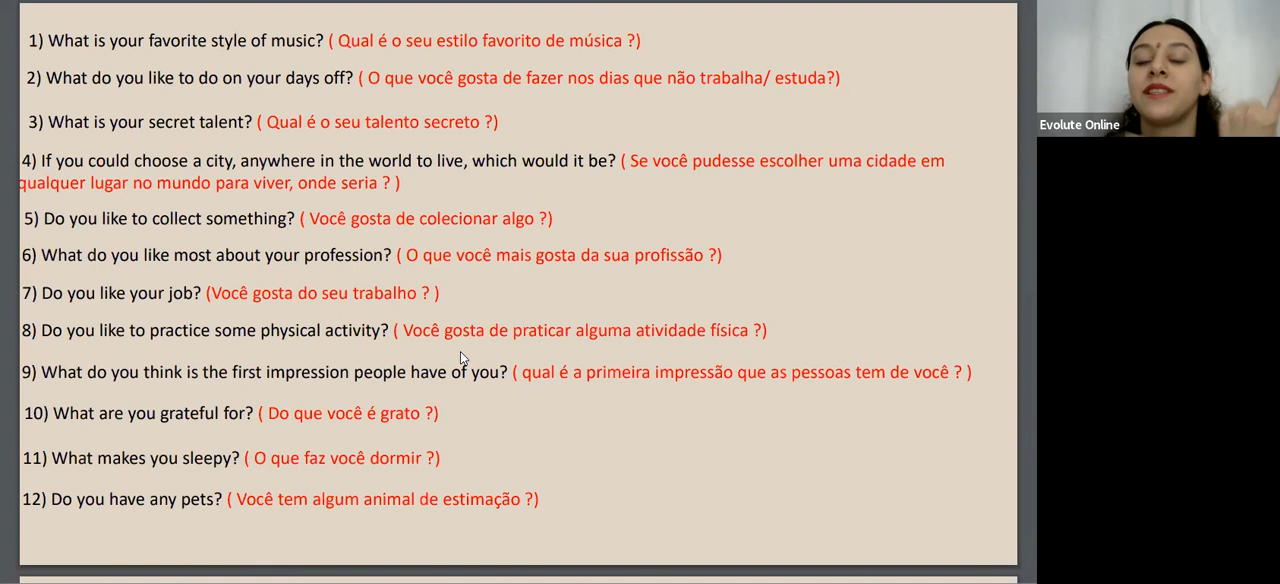 1) What is your favorite style of music? ( Qual é o seu estilo favorito de música ?)
2) What do you like to do on your days off? ( O que você gosta de fazer nos dias que não trabalha/ estuda?)
3) What is your secret talent? ( Qual é o seu talento secreto ?)
4) If you could choose a city, anywhere in the world to live, which would it be? ( Se você pudesse escolher uma cidade em
qualquer lugar no mundo para viver, onde seria ? )
5) Do you like to collect something? ( Você gosta de colecionar algo ?)
6) What do you like most about your profession? ( O que você mais gosta da sua profissão ?)
7) Do you like your job? (Você gosta do seu trabalho ? )
8) Do you like to practice some physical activity? ( Você gosta de praticar alguma atividade física ?)
9) What do you think is the first impression people have of you? ( qual é a primeira impressão que as pessoas tem de você ? )
10) What are you grateful for? ( Do que você é grato ?)
11) What makes you sleepy? ( O que faz você dormir ?)
12) Do you have any pets? ( Você tem algum animal de estimação ?)
Evolute Online